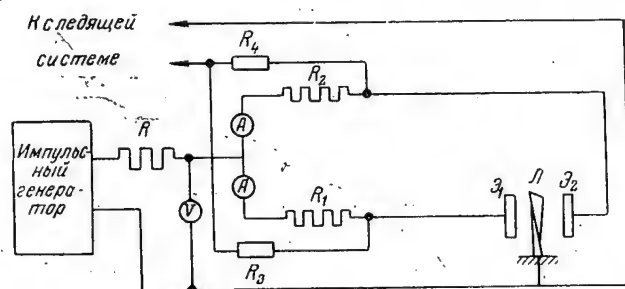 К следящей
системе
R₄
R₂
R
A
Импульс-
ный
генера-
тор
A
V
R₁
R₃
Э₁ Л Э₂